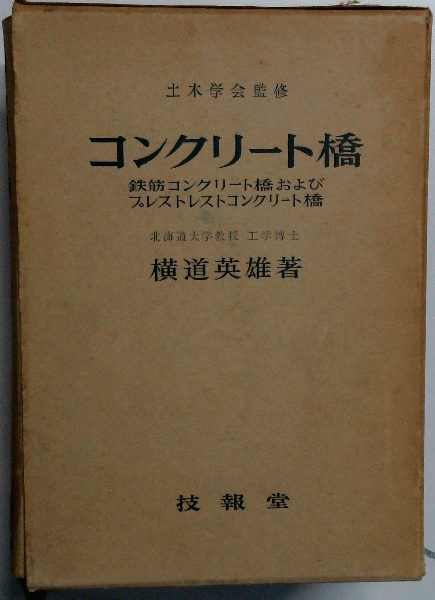 土木学会監修
コンクリート橋
鉄筋コンクリート橋および
プレストレストコンクリート橋
北海道大学教授 工学博士
横道英雄著
技報堂